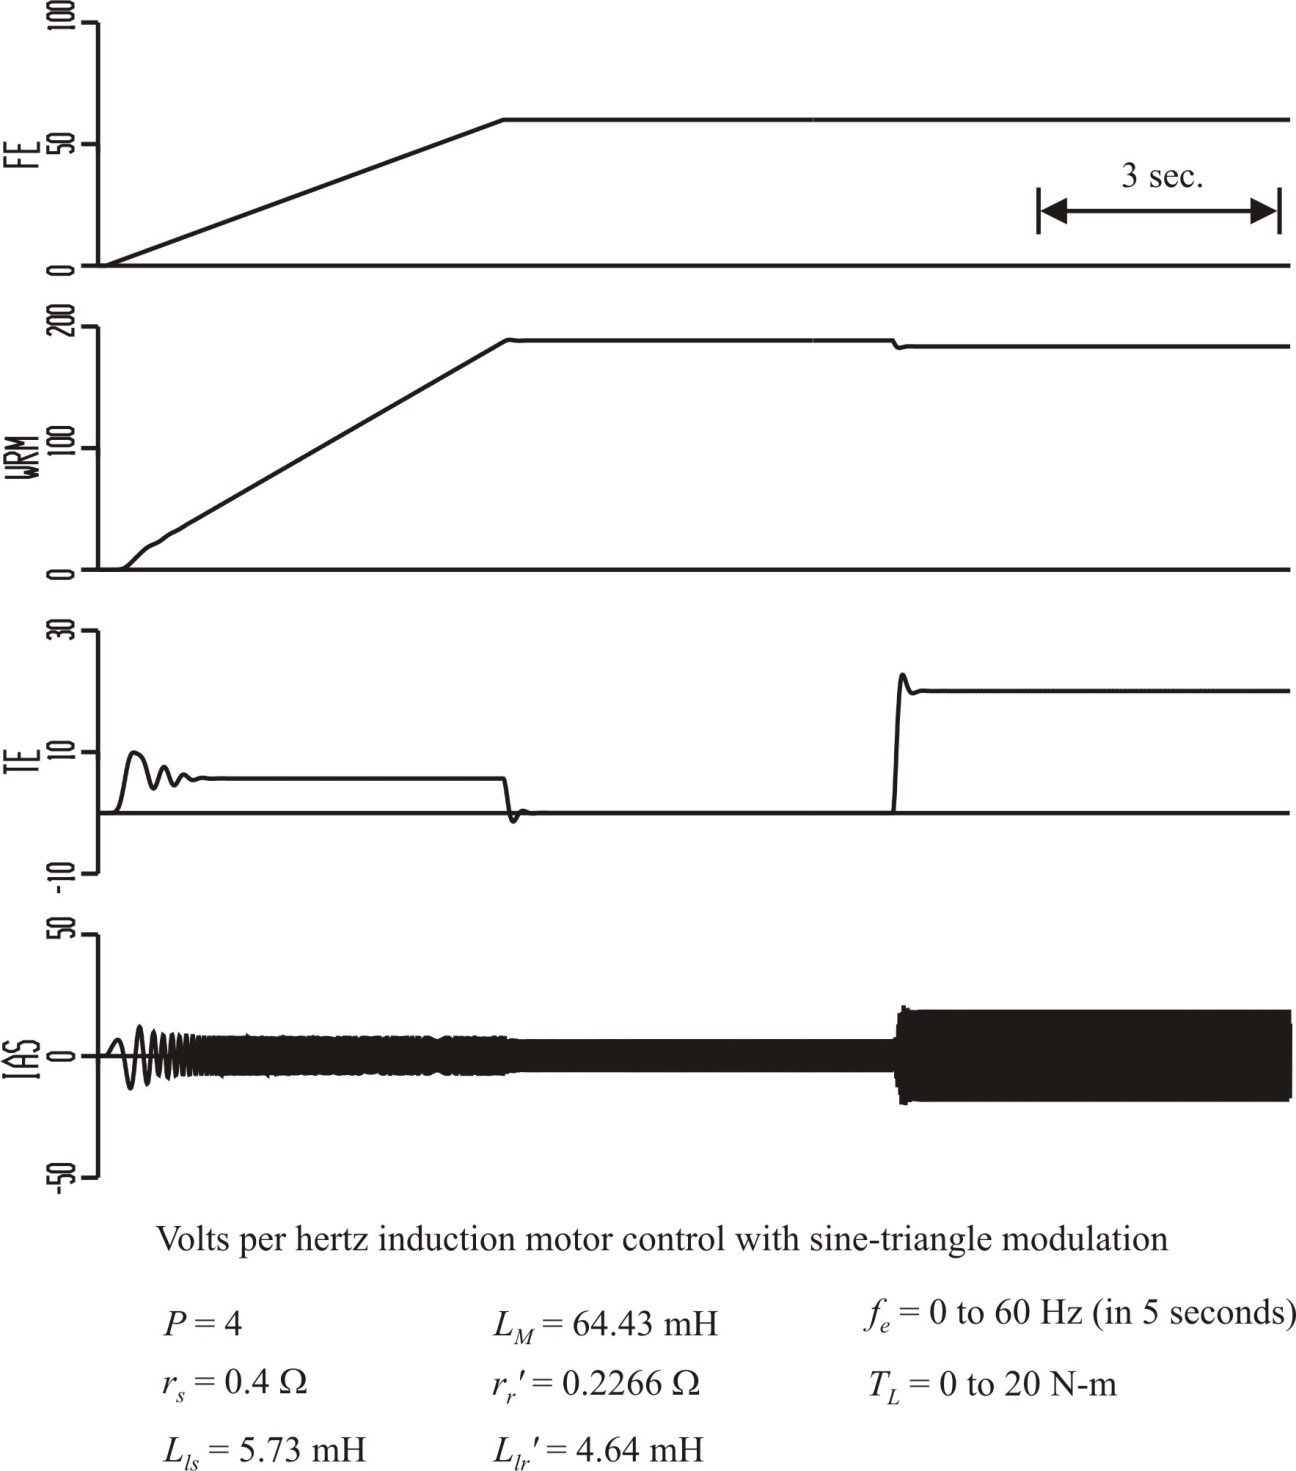 100
50
0
FE
3 sec.
200
100
0
WRM
30
10
-10
TE
50
0
-50
IAS
Volts per hertz induction motor control with sine-triangle modulation
P = 4
L_M = 64.43 mH
f_e = 0 to 60 Hz (in 5 seconds)
r_s = 0.4 Ω
r_r' = 0.2266 Ω
T_L = 0 to 20 N-m
L_ls = 5.73 mH
L_lr' = 4.64 mH